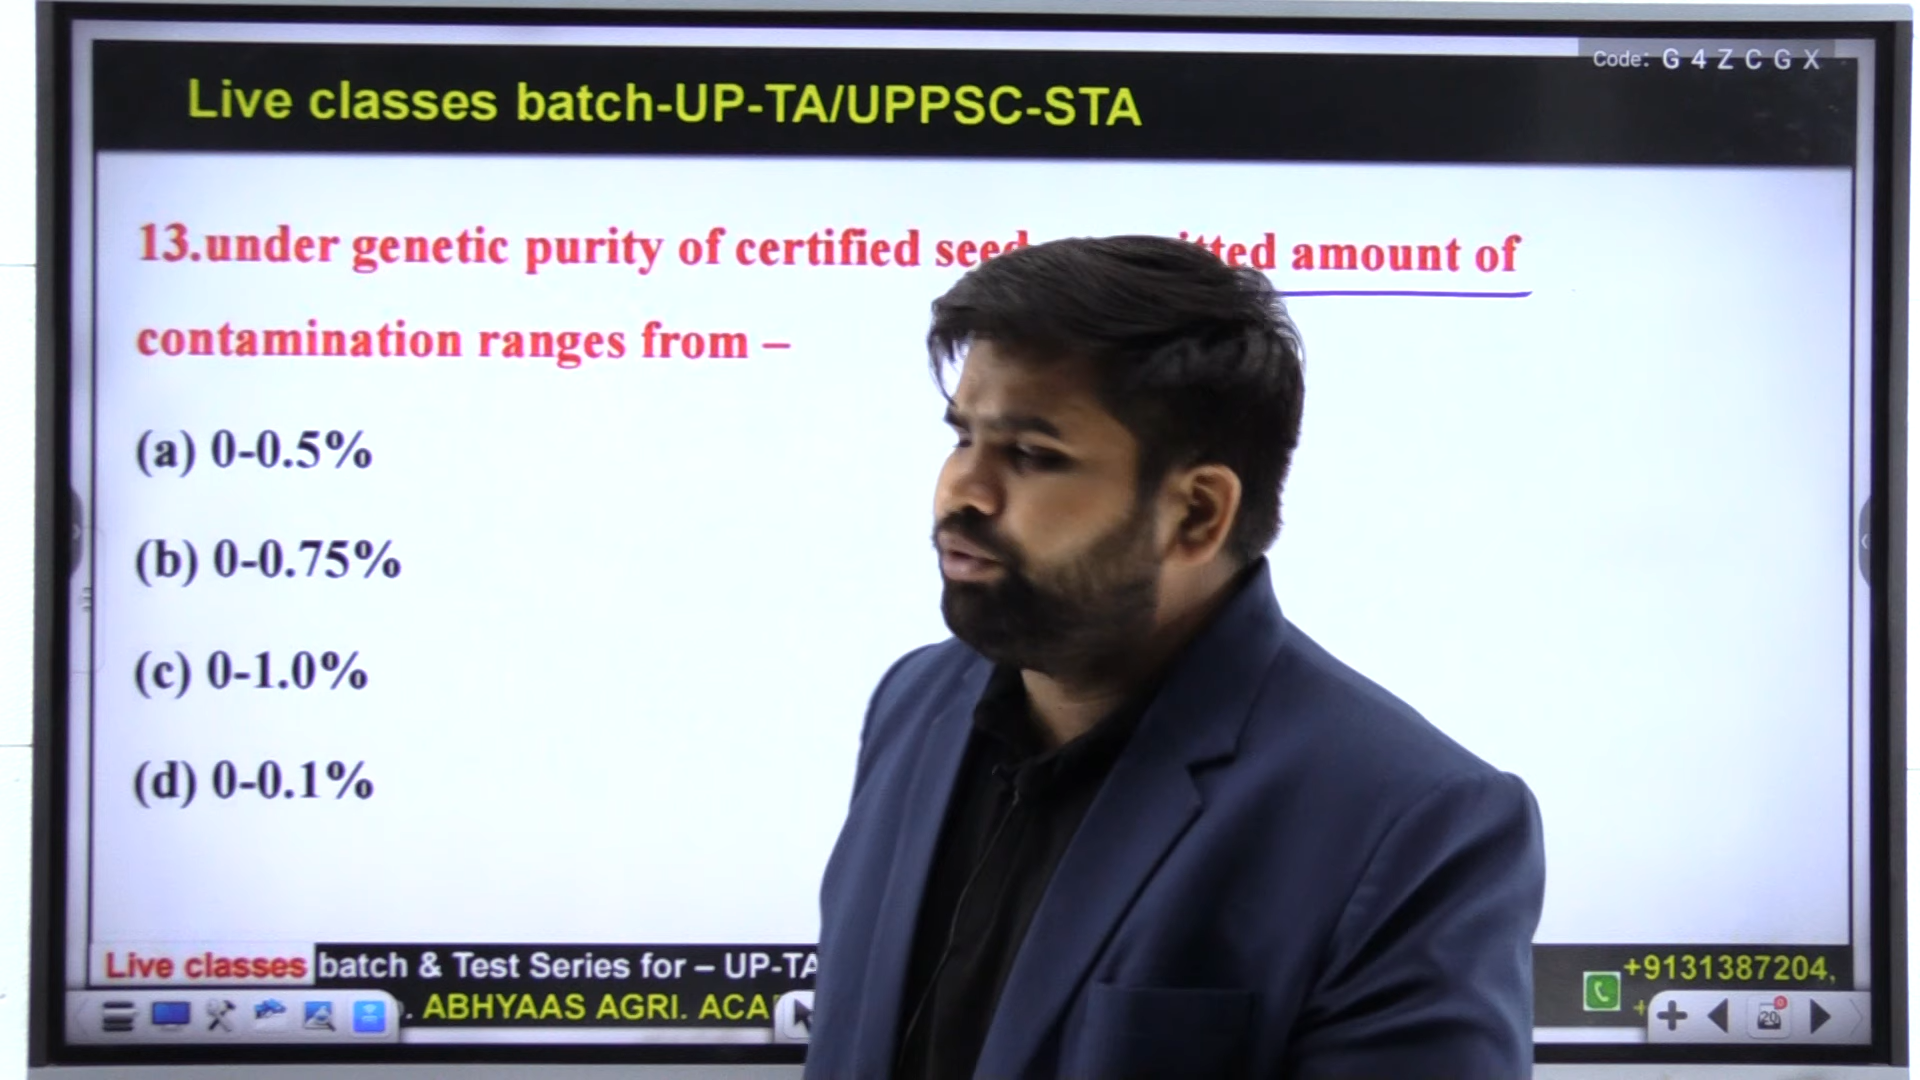 Code: G 4 Z C G X
Live classes batch-UP-TA/UPPSC-STA
13.under genetic purity of certified amount of
contamination ranges from –
(a) 0-0.5%
(b) 0-0.75%
(c) 0-1.0%
(d) 0-0.1%
Live classes batch & Test Series for – UP-TA
+9131387204,
. ABHYAAS AGRI.
20